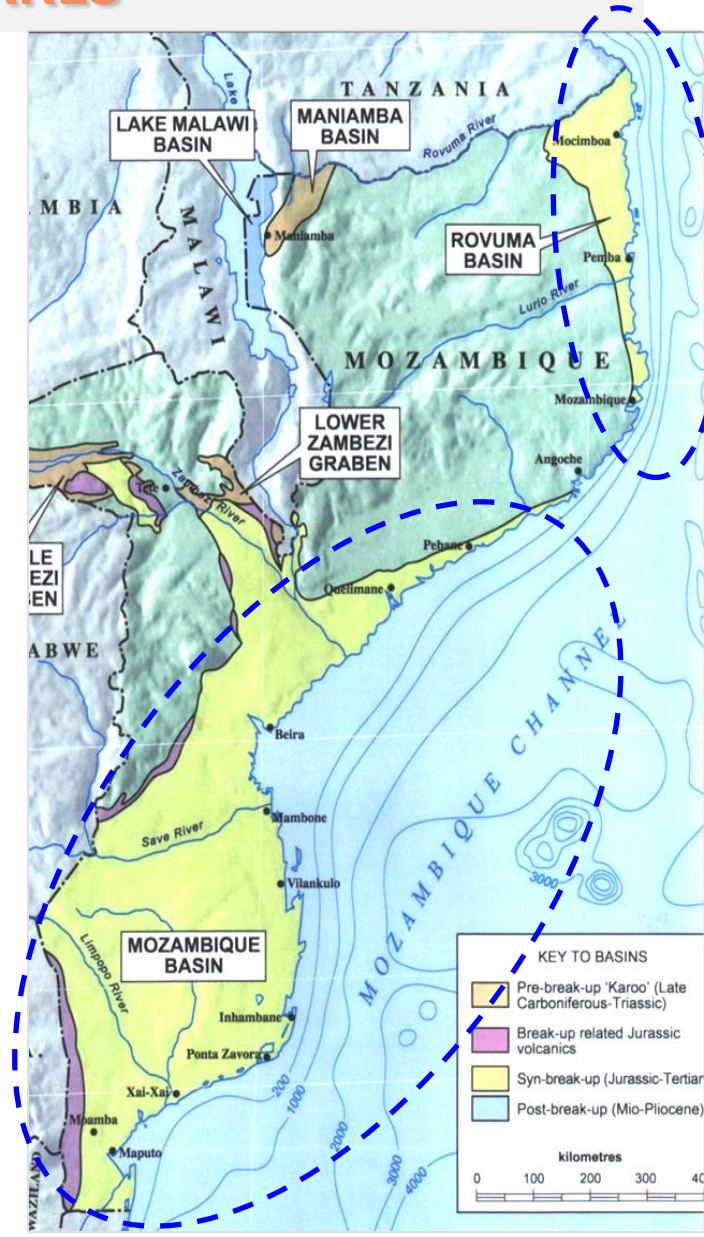 TANZANIA
Lake
LAKE MALAWI
BASIN
MANIAMBA
BASIN
Rovuma River
Mocimboa
MBIA
MALAWI
Maniamba
ROVUMA
BASIN
Pemba
Lurio River
MOZAMBIQUE
Mozambique
LOWER
ZAMBEZI
GRABEN
Angoche
Tete
Zambezi River
Pebane
LE
EZI
EN
Quelimane
ABWE
MOZAMBIQUE CHANNEL
Beira
Mambone
Save River
3000
Vilankulo
Limpopo River
MOZAMBIQUE
BASIN
Inhambane
Ponta Zavora
Xai-Xai
200
1000
2000
3000
4000
Moamba
Maputo
WAZILAND
KEY TO BASINS
Pre-break-up 'Karoo' (Late
Carboniferous-Triassic)
Break-up related Jurassic
volcanics
Syn-break-up (Jurassic-Tertiar
Post-break-up (Mio-Pliocene)
kilometres
0 100 200 300 40